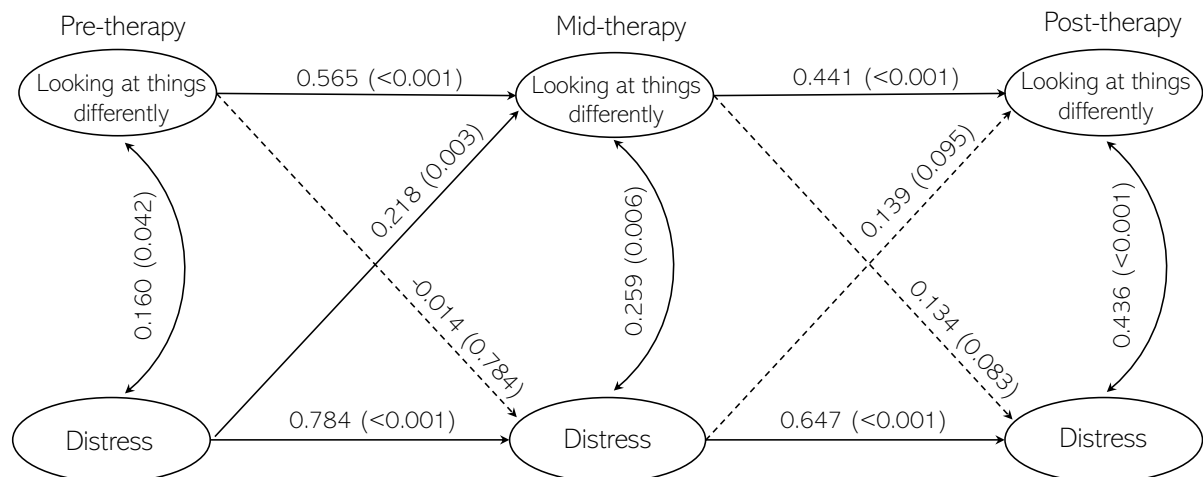 Pre-therapy
Mid-therapy
Post-therapy
Looking at things
differently
0.565 (<0.001)
Looking at things
differently
0.441 (<0.001)
Looking at things
differently
0.160 (0.042)
0.218 (0.003)
-0.014 (0.784)
0.259 (0.006)
0.139 (0.095)
0.134 (0.083)
0.436 (<0.001)
Distress
0.784 (<0.001)
Distress
0.647 (<0.001)
Distress